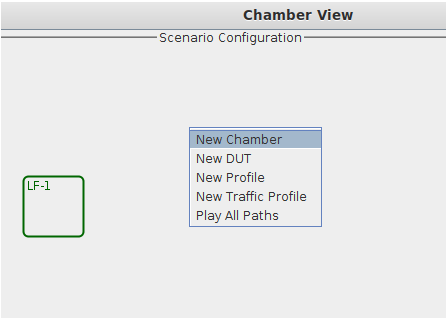 Chamber View
Scenario Configuration
New Chamber
New DUT
New Profile
New Traffic Profile
Play All Paths
LF-1